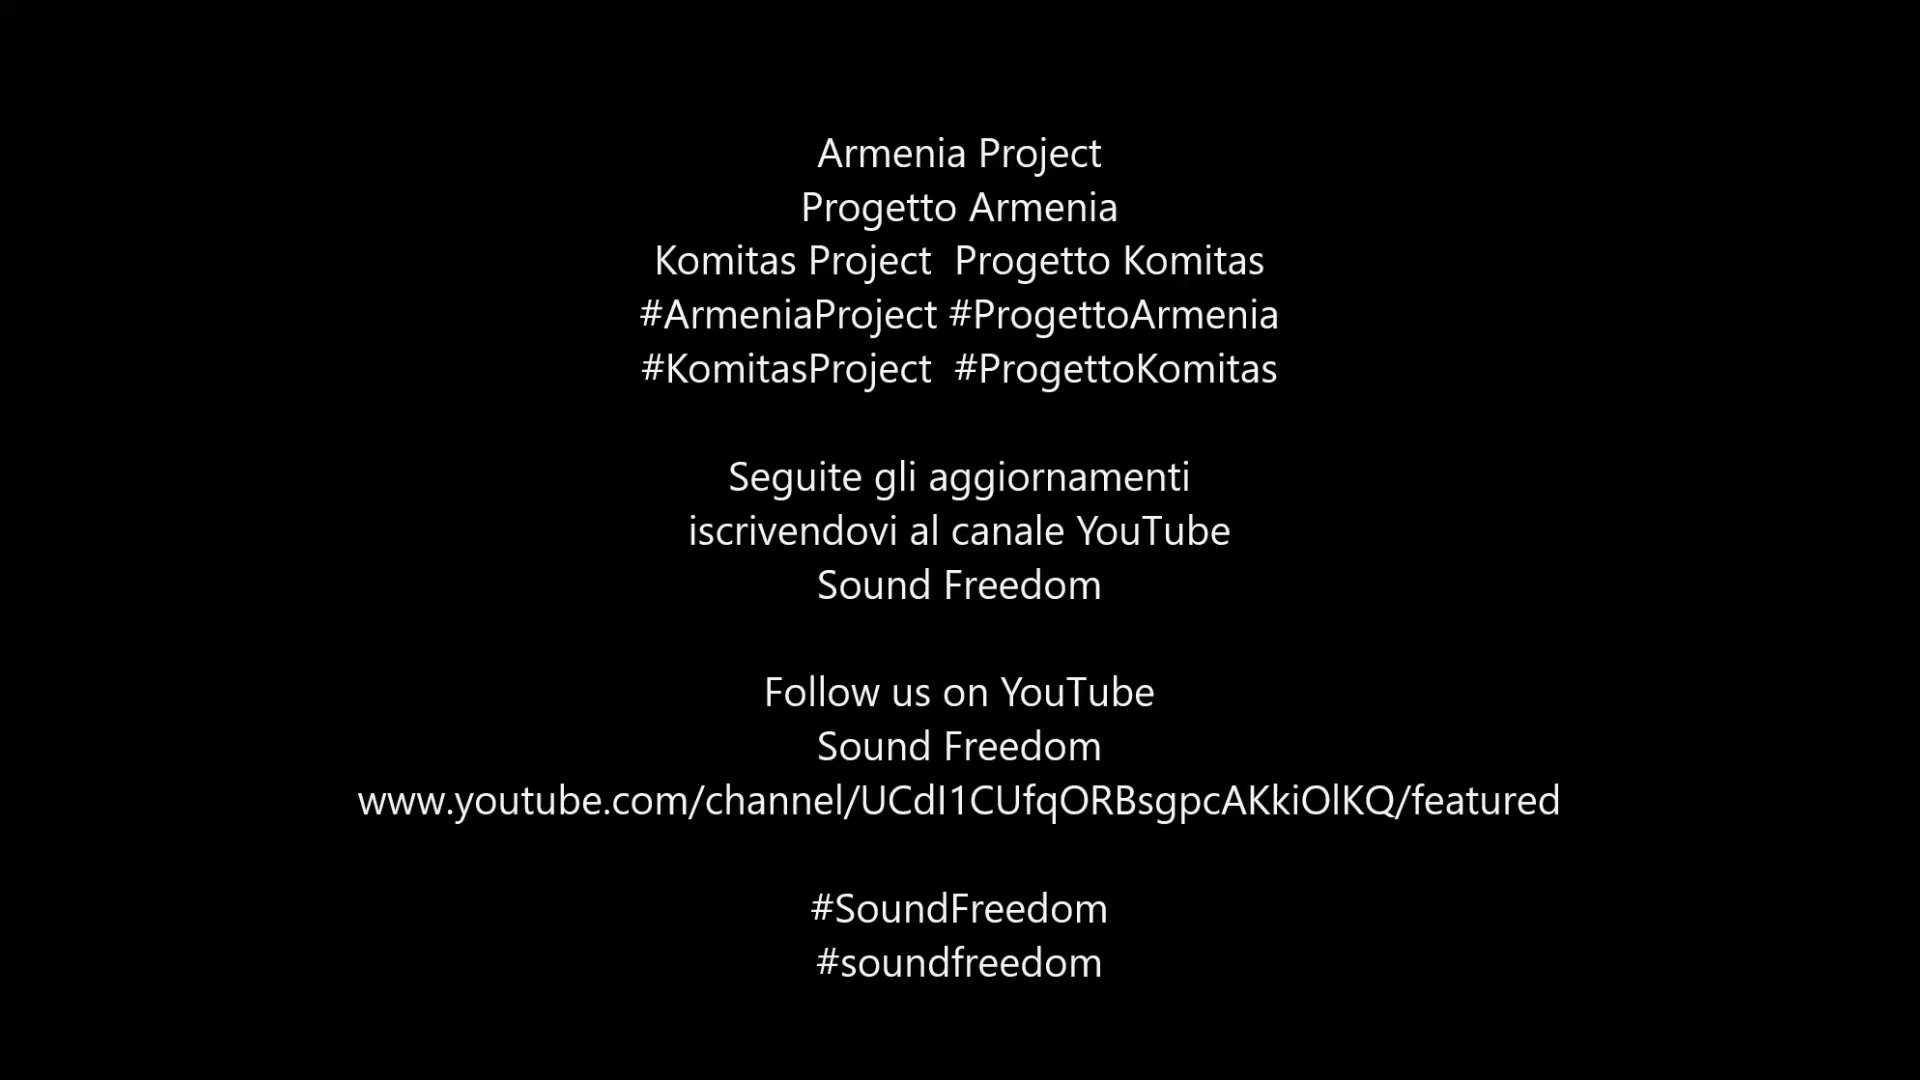 Armenia Project
Progetto Armenia
Komitas Project  Progetto Komitas
#ArmeniaProject #ProgettoArmenia
#KomitasProject  #ProgettoKomitas
Seguite gli aggiornamenti
iscrivendovi al canale YouTube
Sound Freedom
Follow us on YouTube
Sound Freedom
www.youtube.com/channel/UCdI1CUfqORBsgpcAKkiOlKQ/featured
#SoundFreedom
#soundfreedom